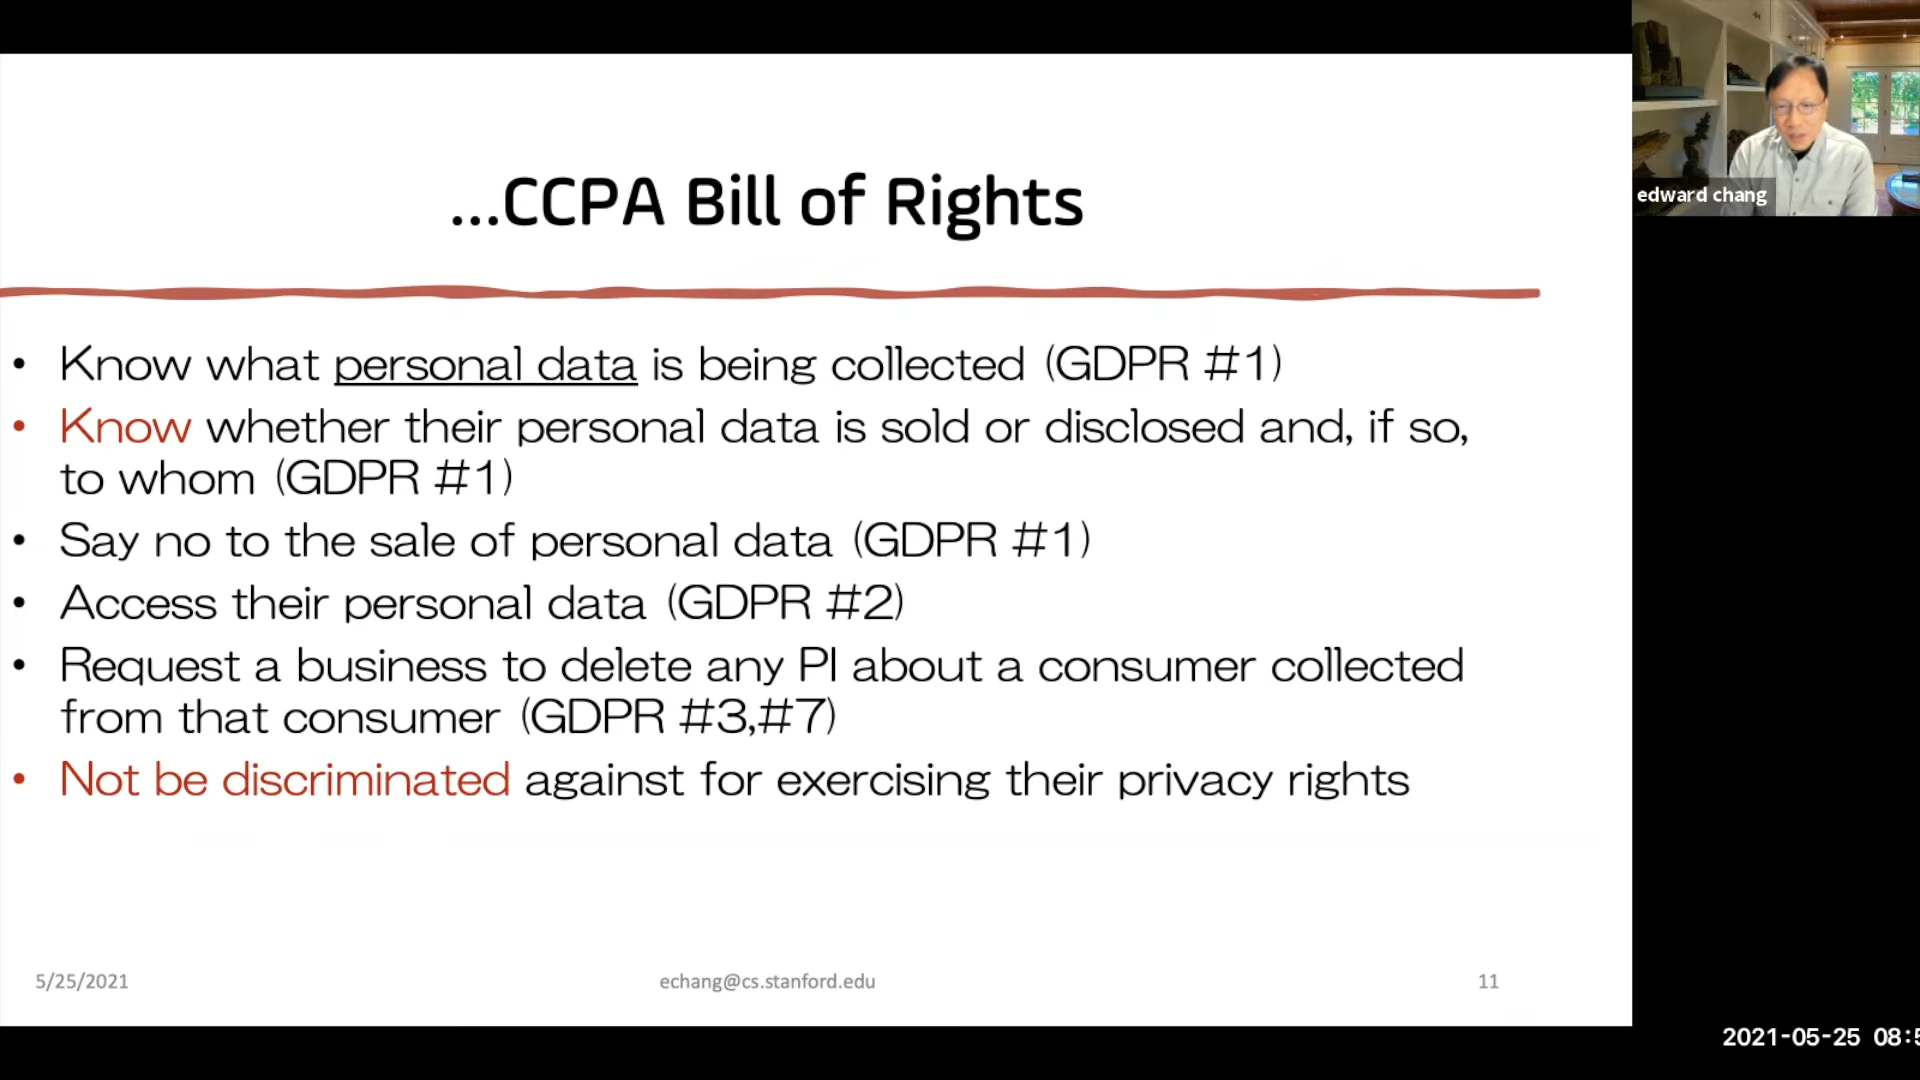 ...CCPA Bill of Rights
• Know what personal data is being collected (GDPR #1)
• Know whether their personal data is sold or disclosed and, if so,
to whom (GDPR #1)
• Say no to the sale of personal data (GDPR #1)
• Access their personal data (GDPR #2)
• Request a business to delete any PI about a consumer collected
from that consumer (GDPR #3,#7)
• Not be discriminated against for exercising their privacy rights
5/25/2021
echang@cs.stanford.edu
11
edward chang
2021-05-25 08:5